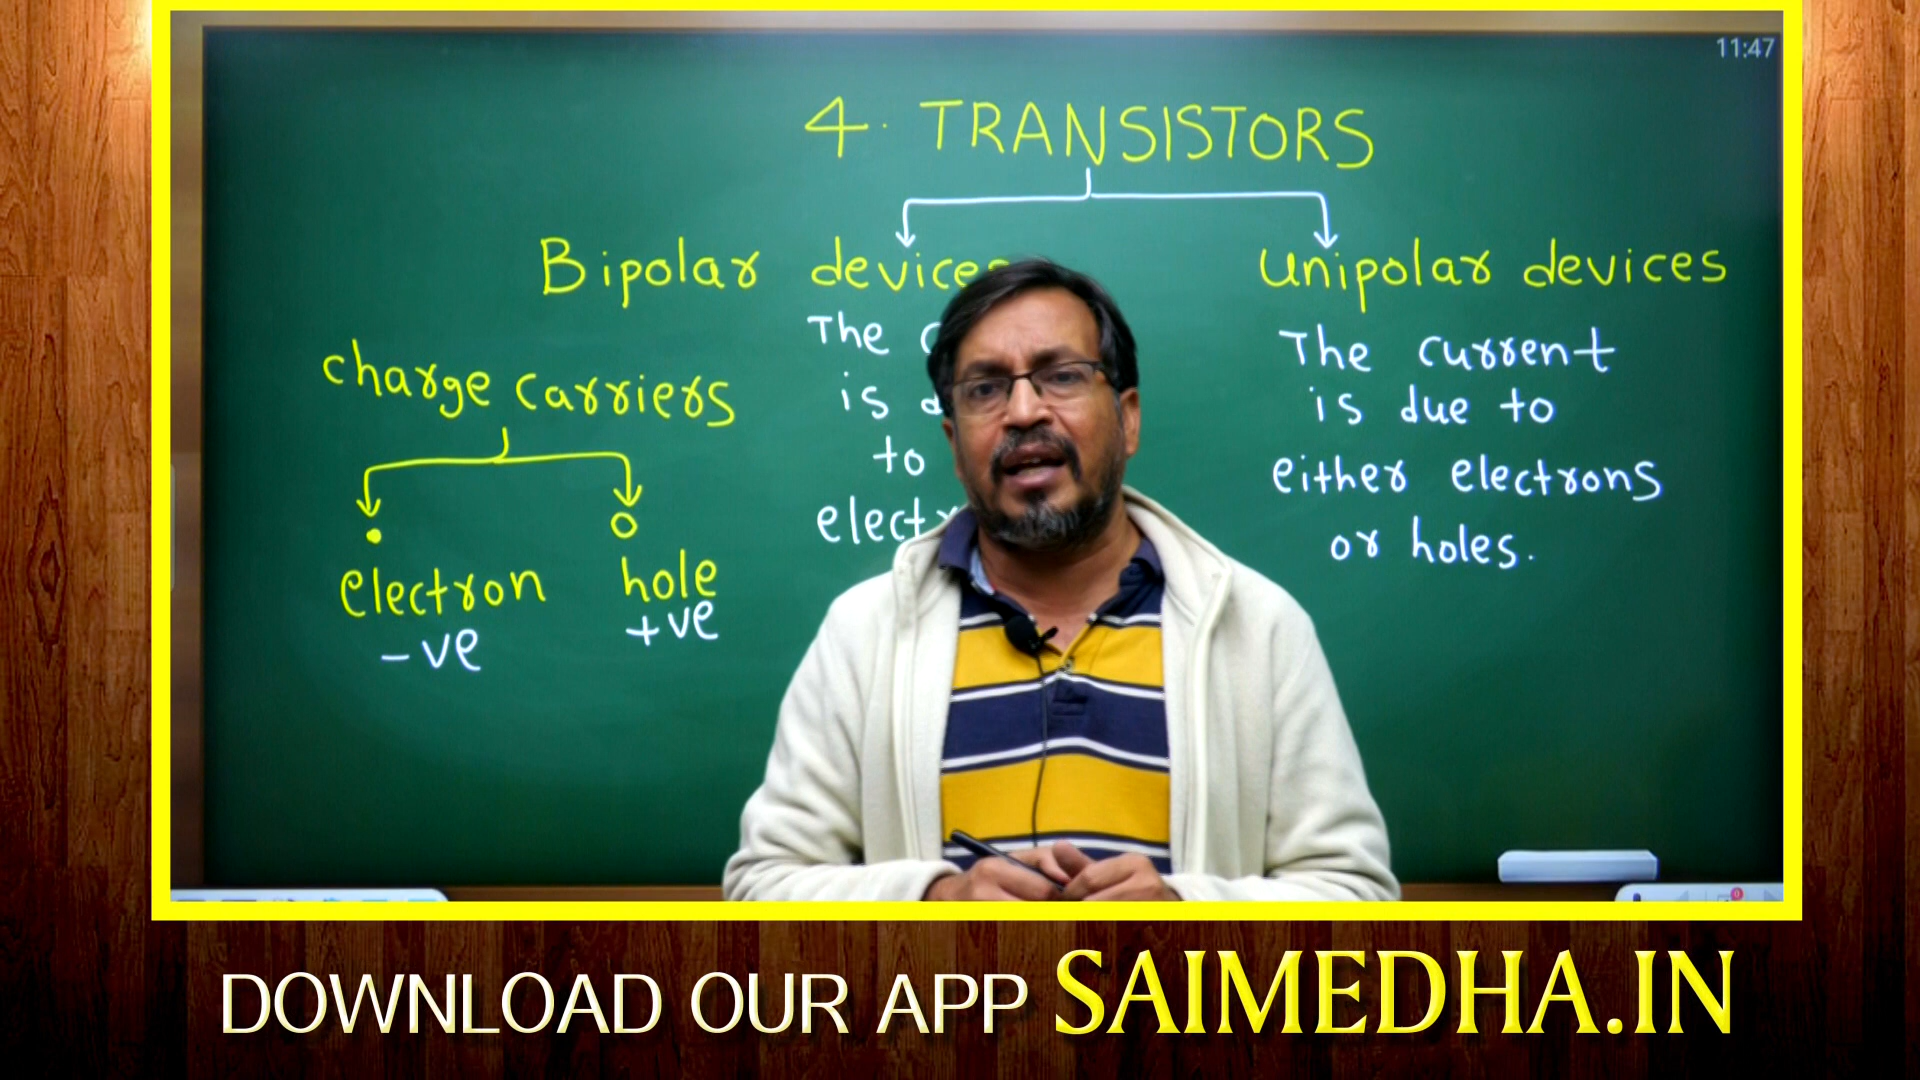 11:47
4. TRANSISTORS
Bipolar devices
The
is
to
unipolar devices
The current
is due to
either electrons
or holes.
charge carriers
electron
-ve
hole
+ve
DOWNLOAD OUR APP SAIMEDHA.IN